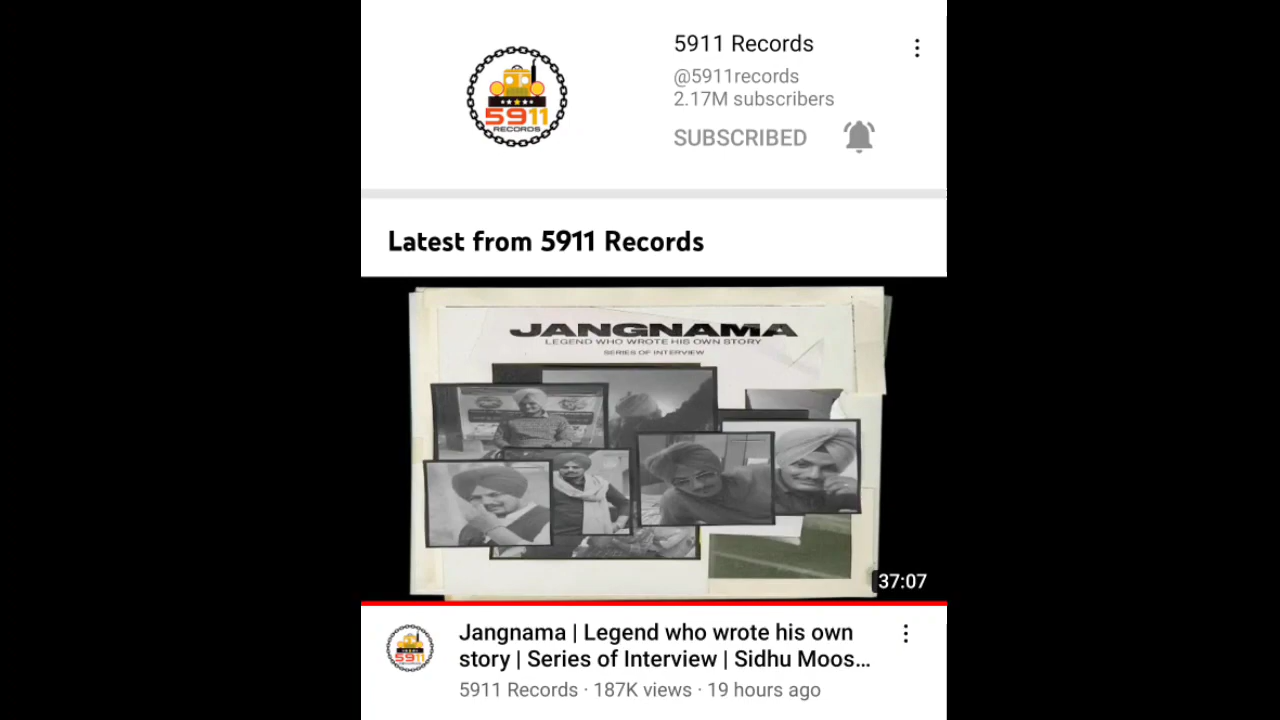 5911 Records
@5911records
2.17M subscribers
SUBSCRIBED
5911
RECORDS
Latest from 5911 Records
JANGNAMA
LEGEND WHO WROTE HIS OWN STORY
SERIES OF INTERVIEW
37:07
5911
Jangnama | Legend who wrote his own
story | Series of Interview | Sidhu Moos...
5911 Records · 187K views · 19 hours ago